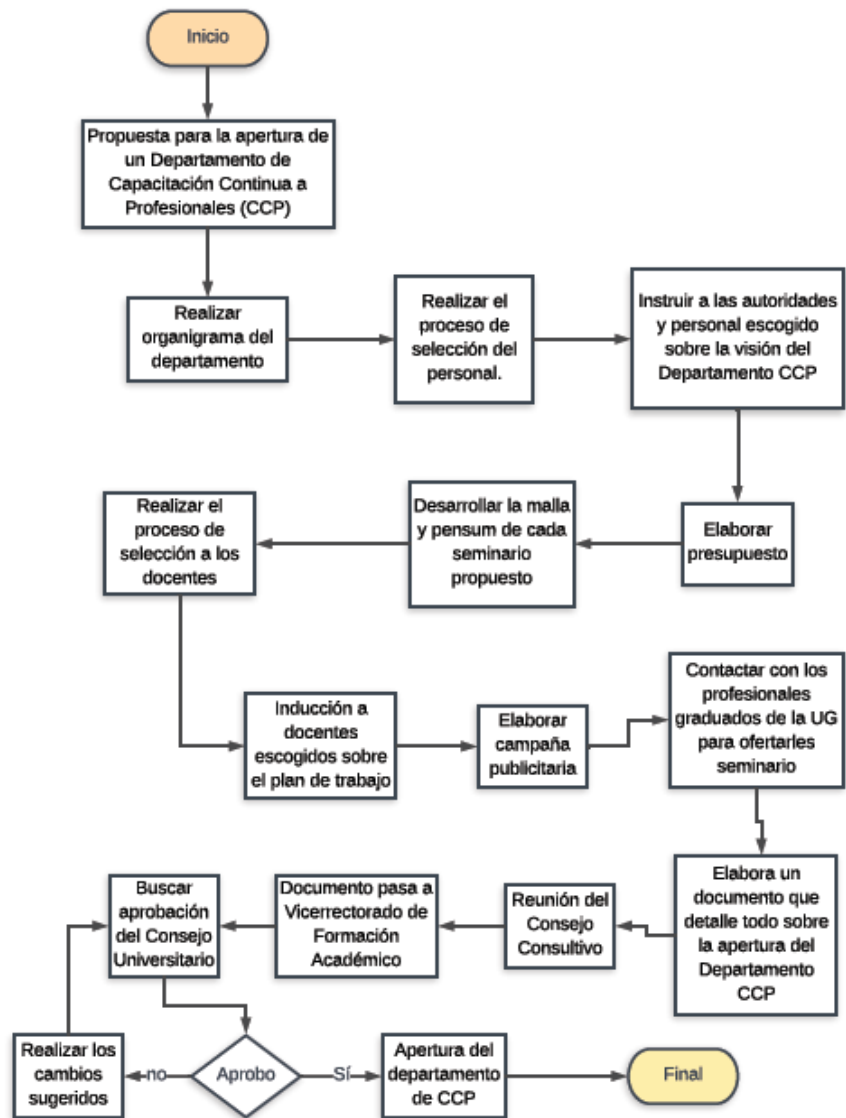 Inicio
Propuesta para la apertura de
un Departamento de
Capacitación Continua a
Profesionales (CCP)
Realizar
organigrama del
departamento
Realizar el
proceso de
selección del
personal.
Instruir a las autoridades
y personal escogido
sobre la visión del
Departamento CCP
Elaborar
presupuesto
Desarrollar la malla
y pensum de cada
seminario
propuesto
Realizar el
proceso de
selección a los
docentes
Inducción a
docentes
escogidos sobre
el plan de trabajo
Elaborar
campaña
publicitaria
Contactar con los
profesionales
graduados de la UG
para ofertarles
seminario
Elabora un
documento que
detalle todo sobre
la apertura del
Departamento
CCP
Reunión del
Consejo
Consultivo
Documento pasa a
Vicerrectorado de
Formación
Académico
Buscar
aprobación
del Consejo
Universitario
Aprobo
no
Realizar los
cambios
sugeridos
Sí
Apertura del
departamento
de CCP
Final